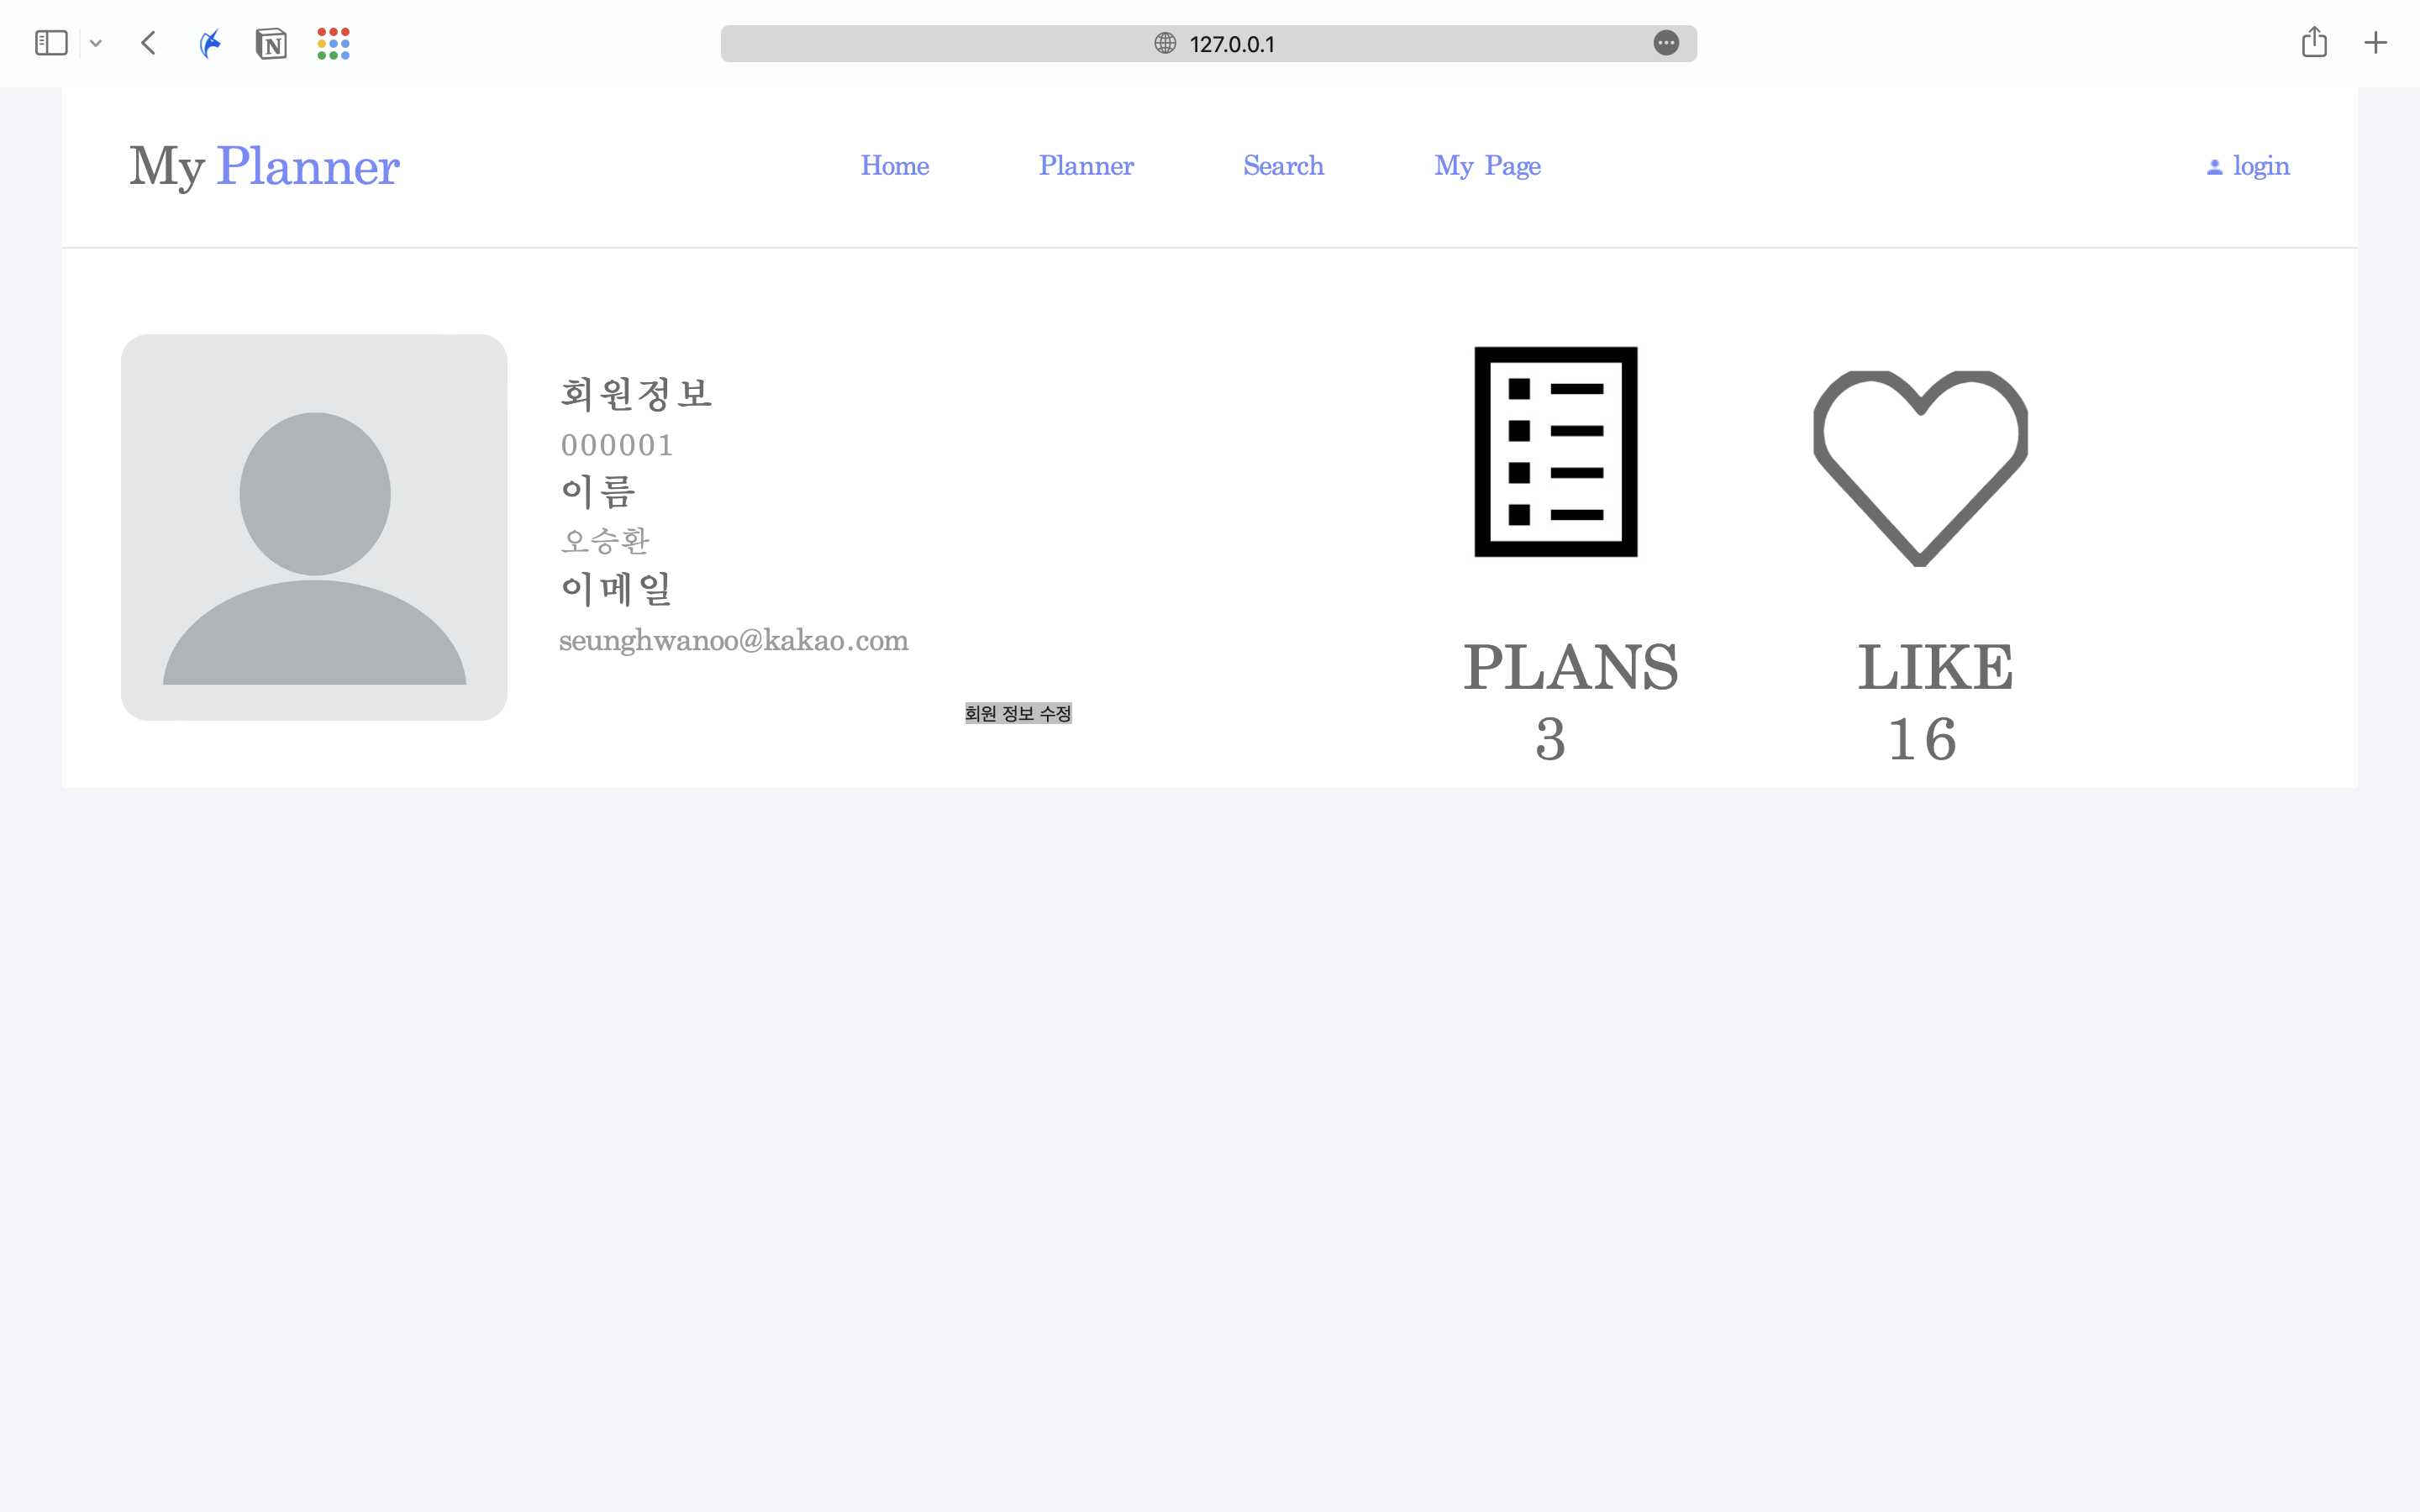 127.0.0.1
My Planner
Home
Planner
Search
My Page
login
회원정보
000001
이름
오승환
이메일
seunghwanoo@kakao.com
회원 정보 수정
PLANS
3
LIKE
16